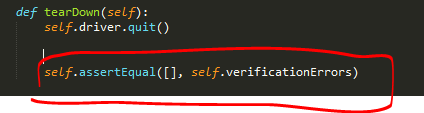 def tearDown(self):
self.driver.quit()
self.assertEqual([], self.verificationErrors)